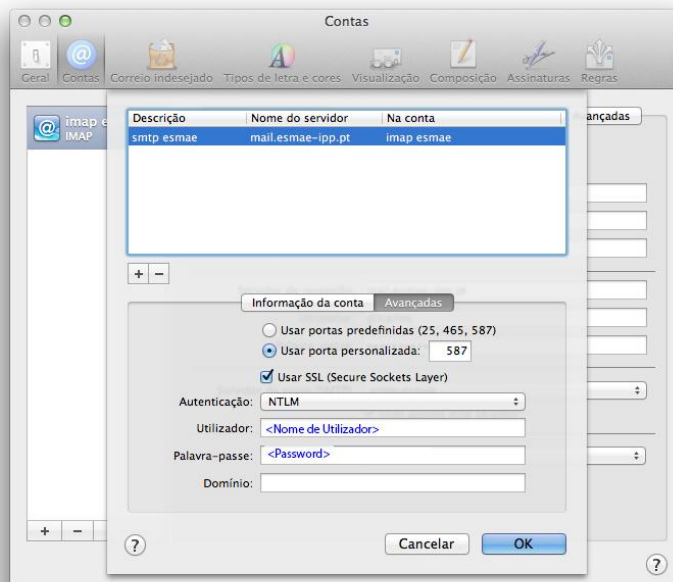 Contas
Geral Contas Correio indesejado Tipos de letra e cores Visualização Composição Assinaturas Regras
imap e
IMAP
ançadas
Descrição Nome do servidor Na conta
smtp esmae mail.esmae-ipp.pt imap esmae
+ −
Informação da conta Avançadas
Usar portas predefinidas (25, 465, 587)
Usar porta personalizada: 587
Usar SSL (Secure Sockets Layer)
Autenticação: NTLM
Utilizador: <Nome de Utilizador>
Palavra-passe: <Password>
Domínio:
+ −
? Cancelar OK
?